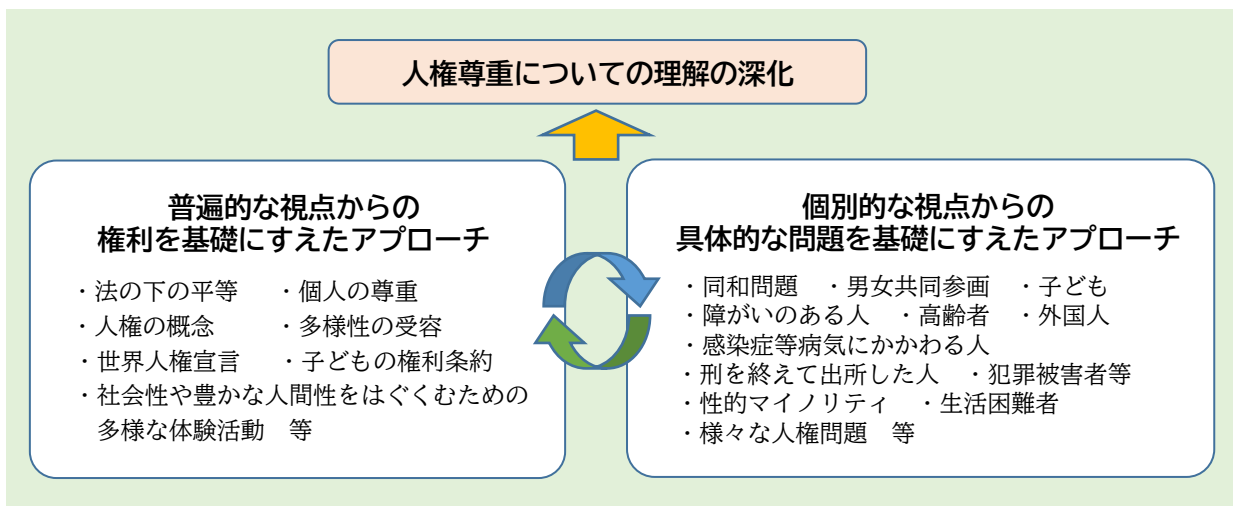 人権尊重についての理解の深化
普遍的な視点からの
権利を基礎にすえたアプローチ
・法の下の平等　・個人の尊重
・人権の概念　・多様性の受容
・世界人権宣言　・子どもの権利条約
・社会性や豊かな人間性をはぐくむための
多様な体験活動　等
個別的な視点からの
具体的な問題を基礎にすえたアプローチ
・同和問題　・男女共同参画　・子ども
・障がいのある人　・高齢者　・外国人
・感染症等病気にかかわる人
・刑を終えて出所した人　・犯罪被害者等
・性的マイノリティ　・生活困難者
・様々な人権問題　等